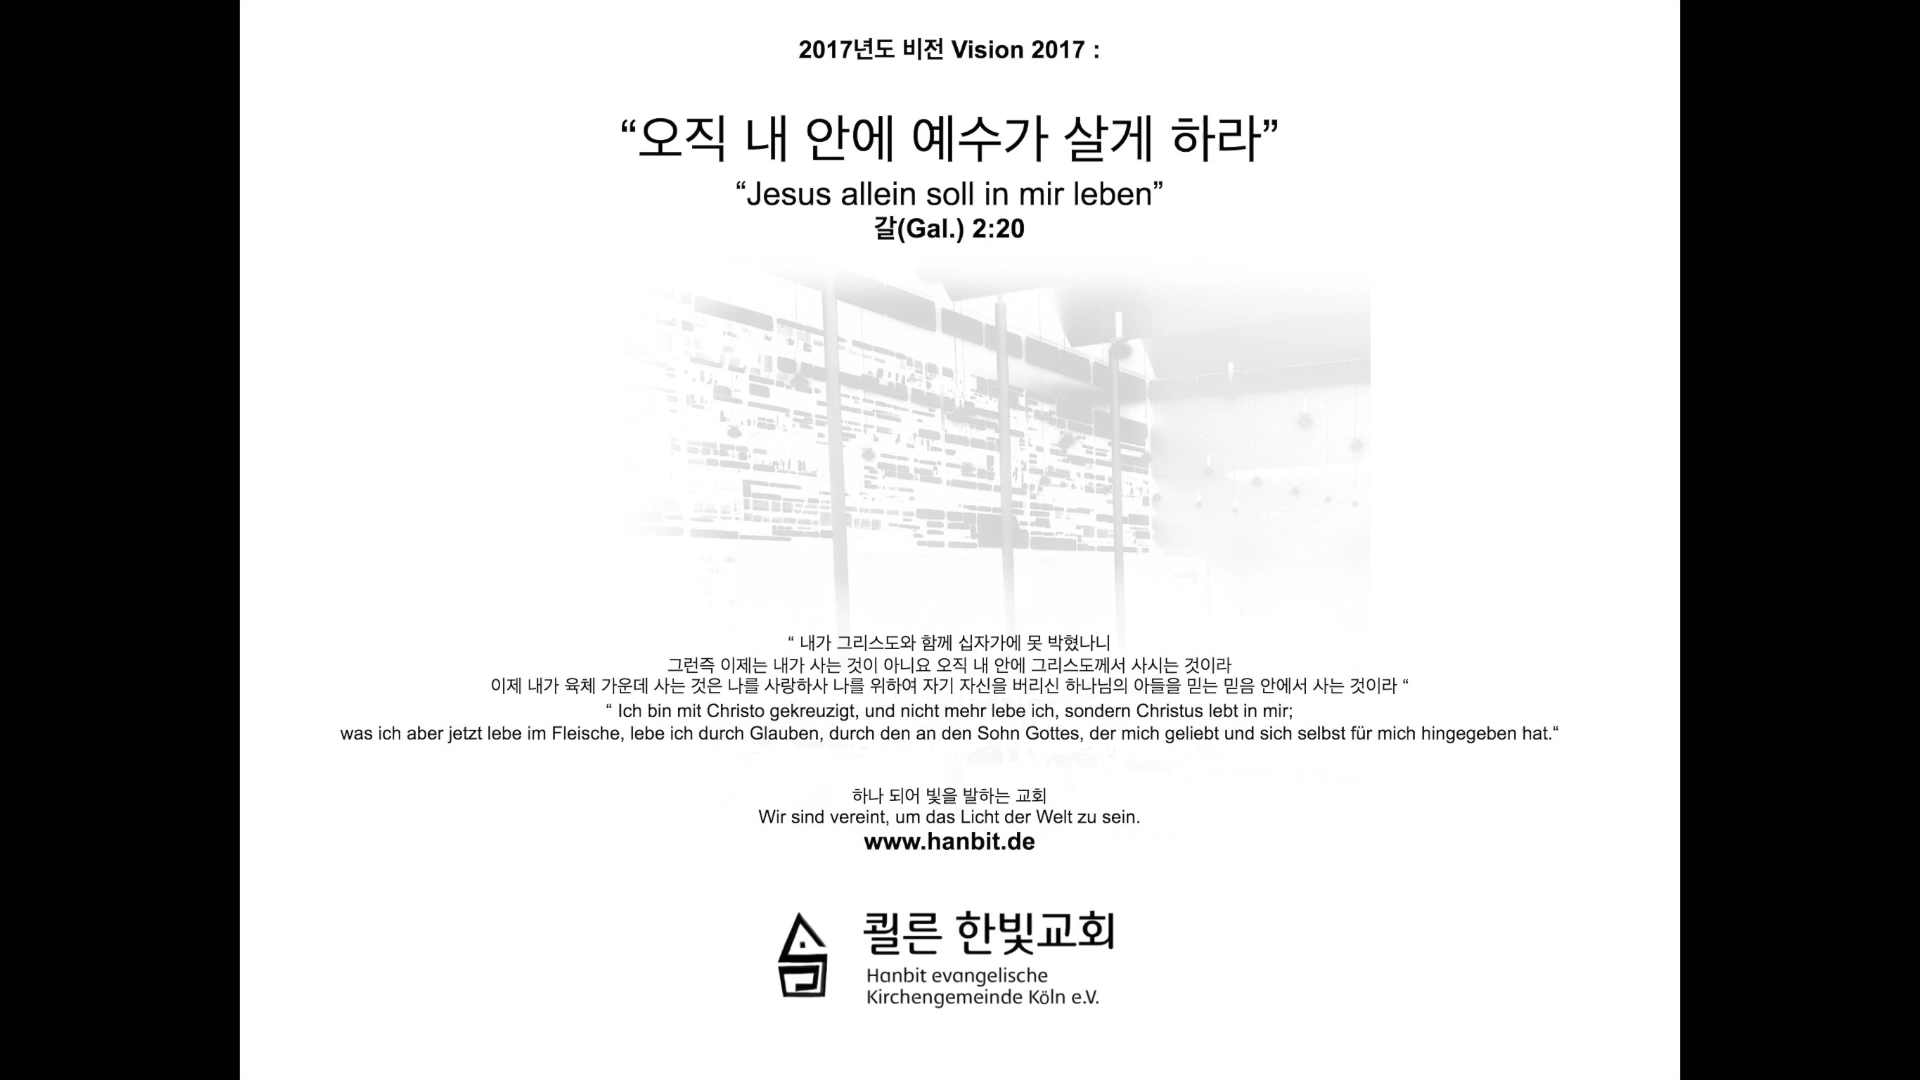 2017년도 비전 Vision 2017 :
“오직 내 안에 예수가 살게 하라”
“Jesus allein soll in mir leben”
갈(Gal.) 2:20
“ 내가 그리스도와 함께 십자가에 못 박혔나니
그런즉 이제는 내가 사는 것이 아니요 오직 내 안에 그리스도께서 사시는 것이라
이제 내가 육체 가운데 사는 것은 나를 사랑하사 나를 위하여 자기 자신을 버리신 하나님의 아들을 믿는 믿음 안에서 사는 것이라 “
“ Ich bin mit Christo gekreuzigt, und nicht mehr lebe ich, sondern Christus lebt in mir;
was ich aber jetzt lebe im Fleische, lebe ich durch Glauben, durch den an den Sohn Gottes, der mich geliebt und sich selbst für mich hingegeben hat.“
하나 되어 빛을 발하는 교회
Wir sind vereint, um das Licht der Welt zu sein.
www.hanbit.de
쾰른 한빛교회
Hanbit evangelische
Kirchengemeinde Köln e.V.